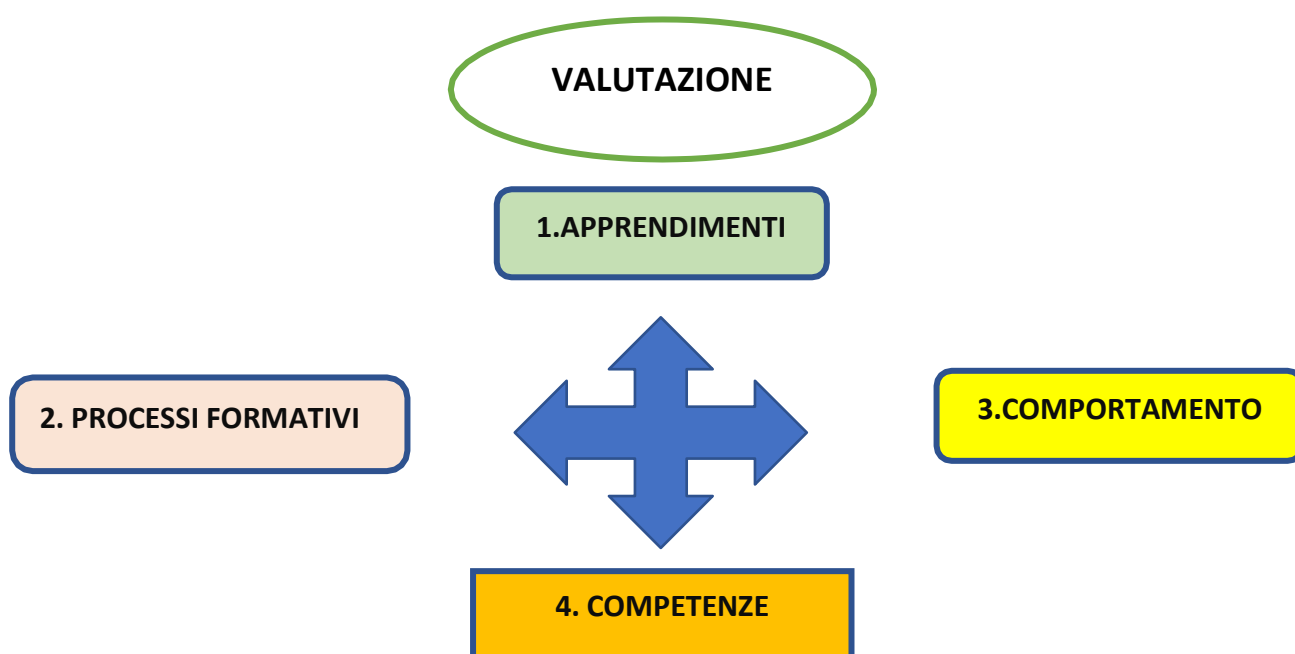 VALUTAZIONE
1.APPRENDIMENTI
2. PROCESSI FORMATIVI
3.COMPORTAMENTO
4. COMPETENZE